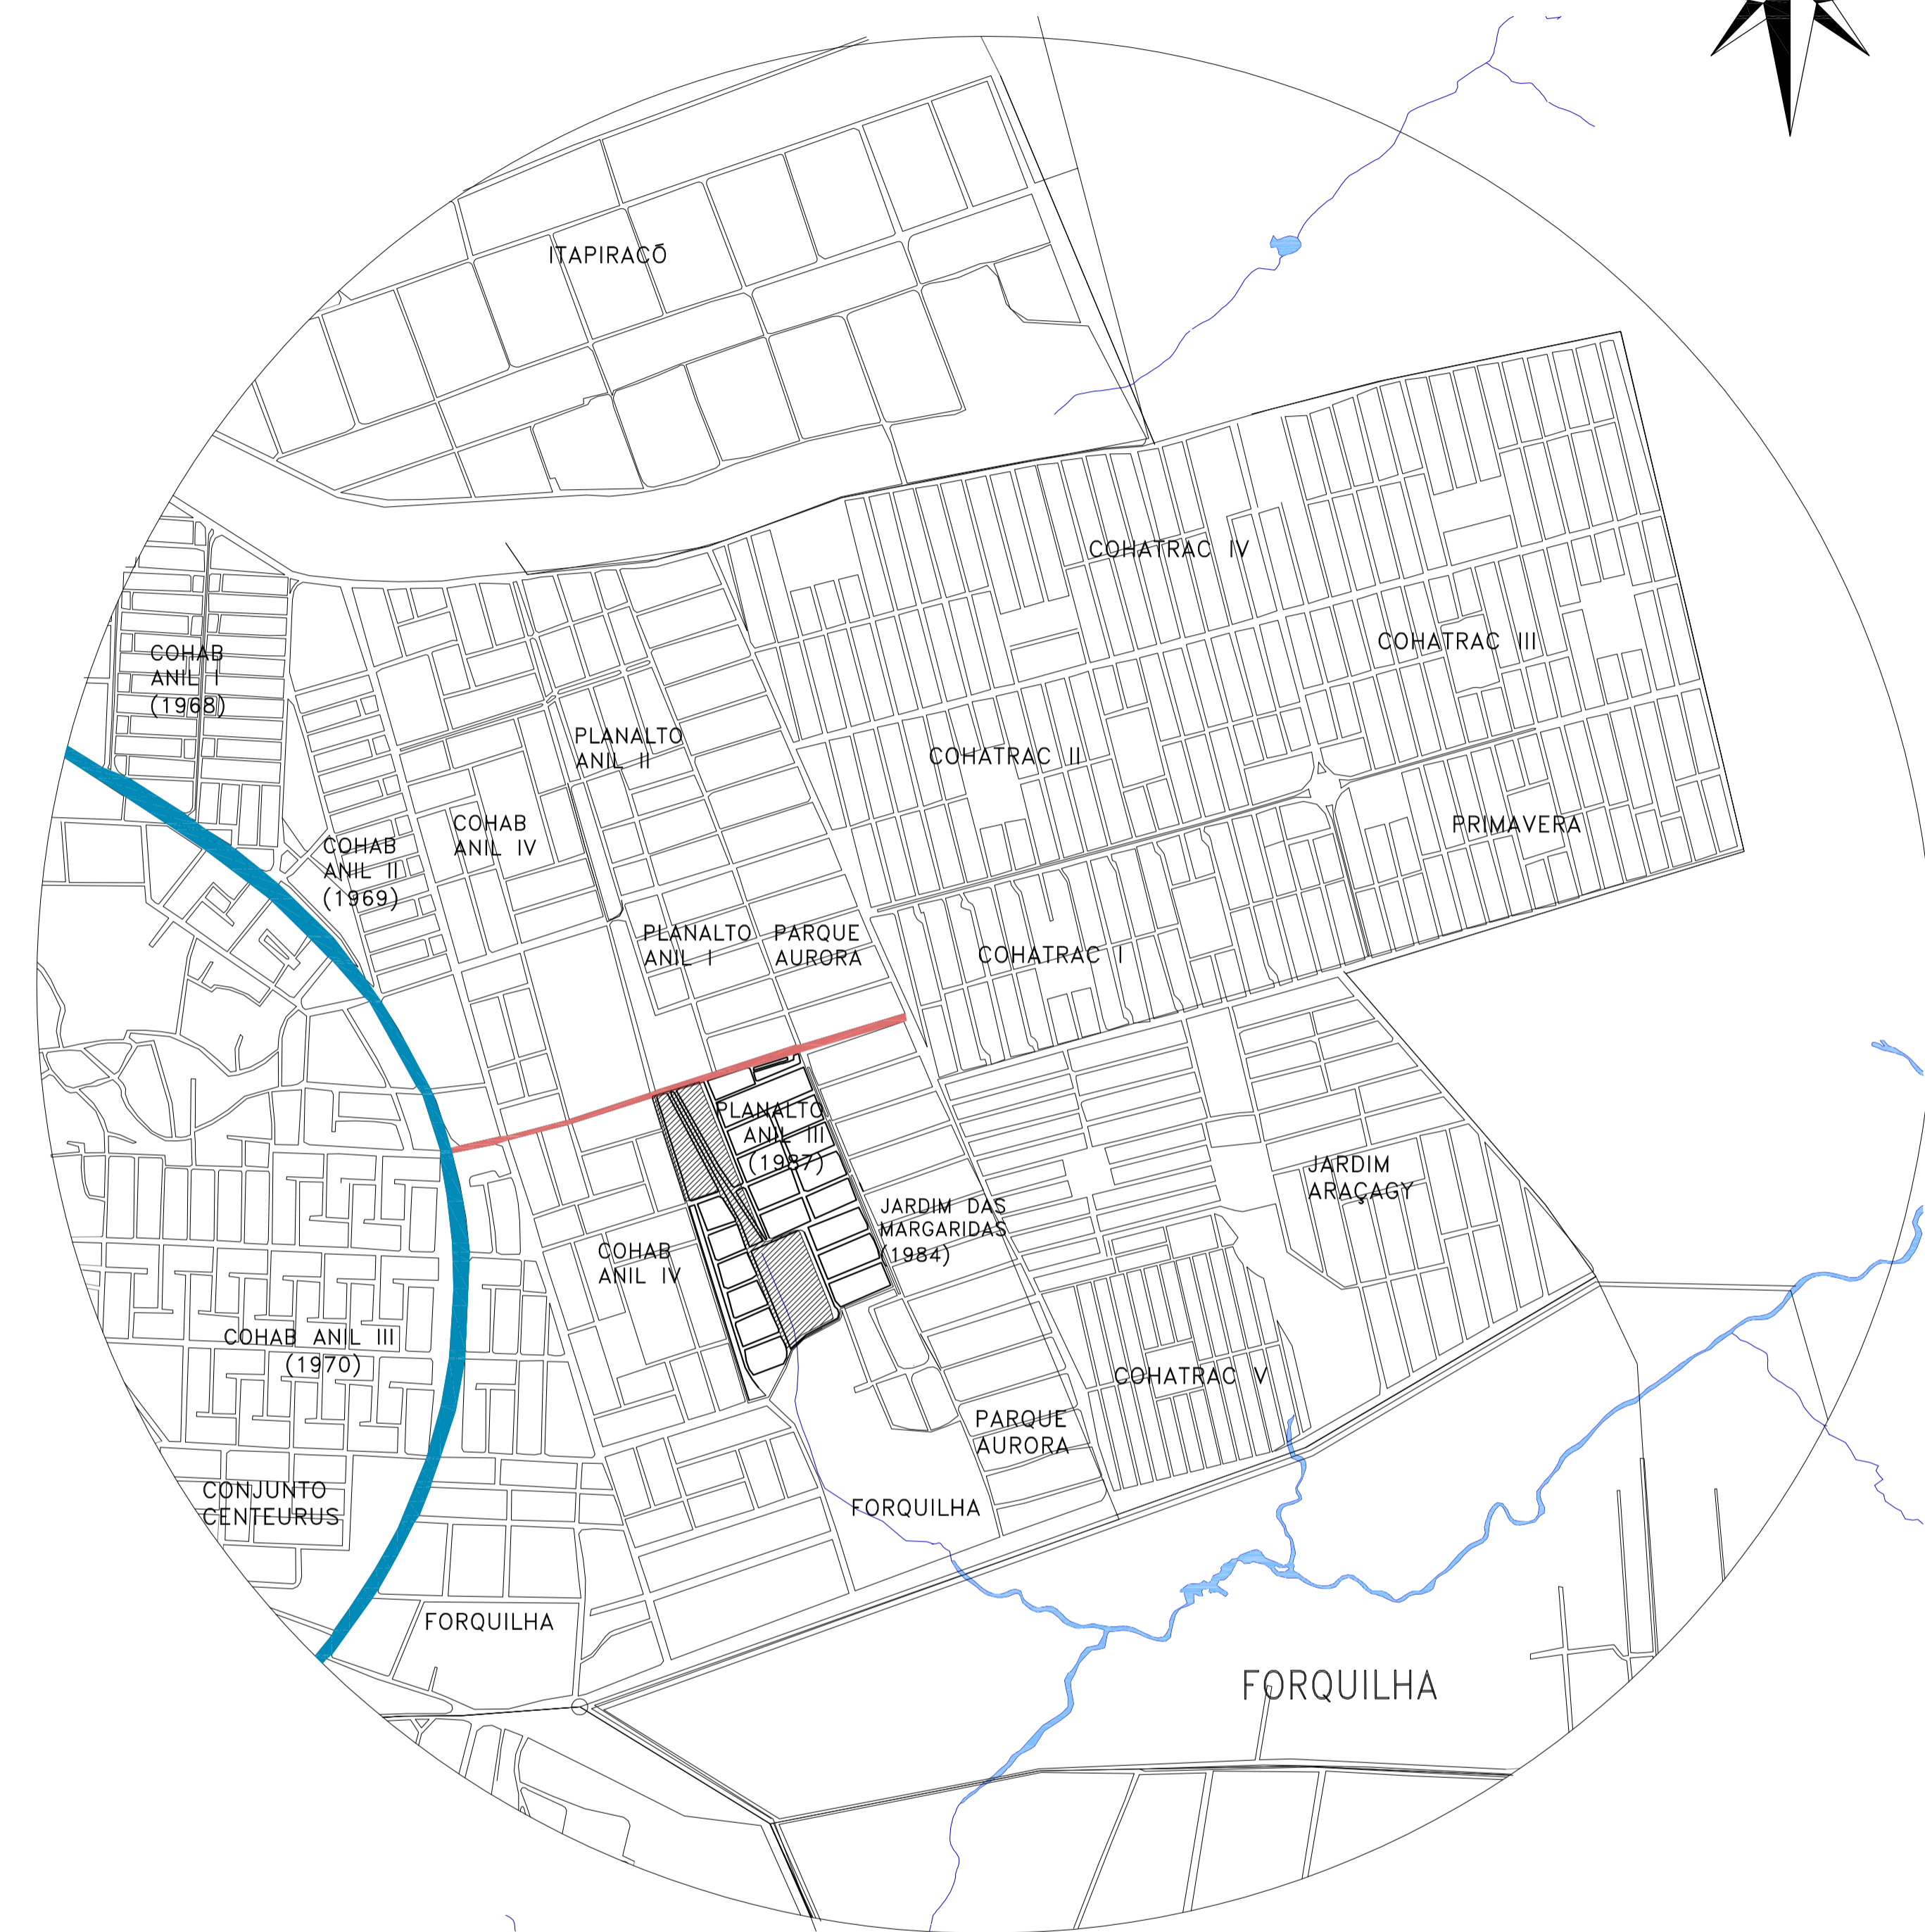 ITAPIRACÕ
COHATRAC IV
COHATRAC III
COHAB
ANIL I
(1968)
PLANALTO
ANIL II
COHATRAC II
PRIMAVERA
COHAB
ANIL IV
COHAB
ANIL II
(1969)
PLANALTO
ANIL I
PARQUE
AURORA
COHATRAC I
PLANALTO
ANIL III
(1987)
JARDIM
ARAÇAGY
JARDIM DAS
MARGARIDAS
(1984)
COHAB
ANIL IV
COHAB ANIL III
(1970)
COHATRAC V
PARQUE
AURORA
CONJUNTO
CENTEURUS
FORQUILHA
FORQUILHA
FORQUILHA